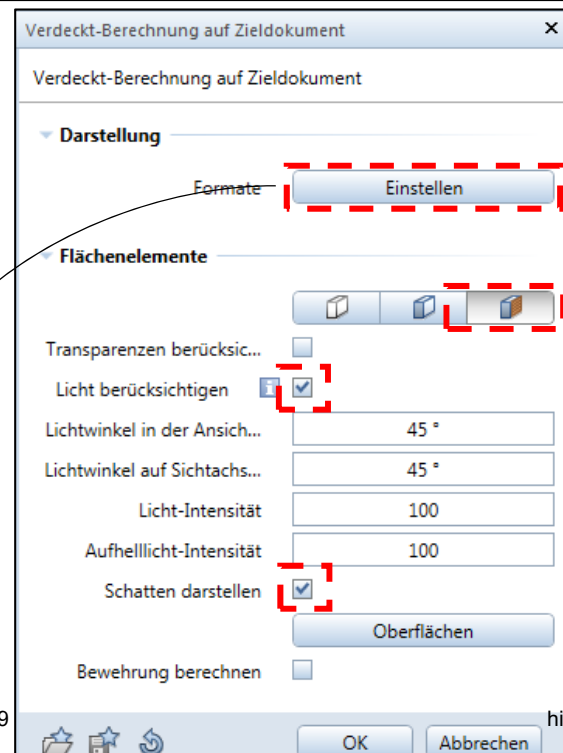 Verdeckt-Berechnung auf Zieldokument
Verdeckt-Berechnung auf Zieldokument
Darstellung
Formate Einstellen
Flächenelemente
Transparenzen berücksic...
Licht berücksichtigen
Lichtwinkel in der Ansich... 45 °
Lichtwinkel auf Sichtachs... 45 °
Licht-Intensität 100
Aufhelllicht-Intensität 100
Schatten darstellen
Oberflächen
Bewehrung berechnen
9 hi
OK Abbrechen